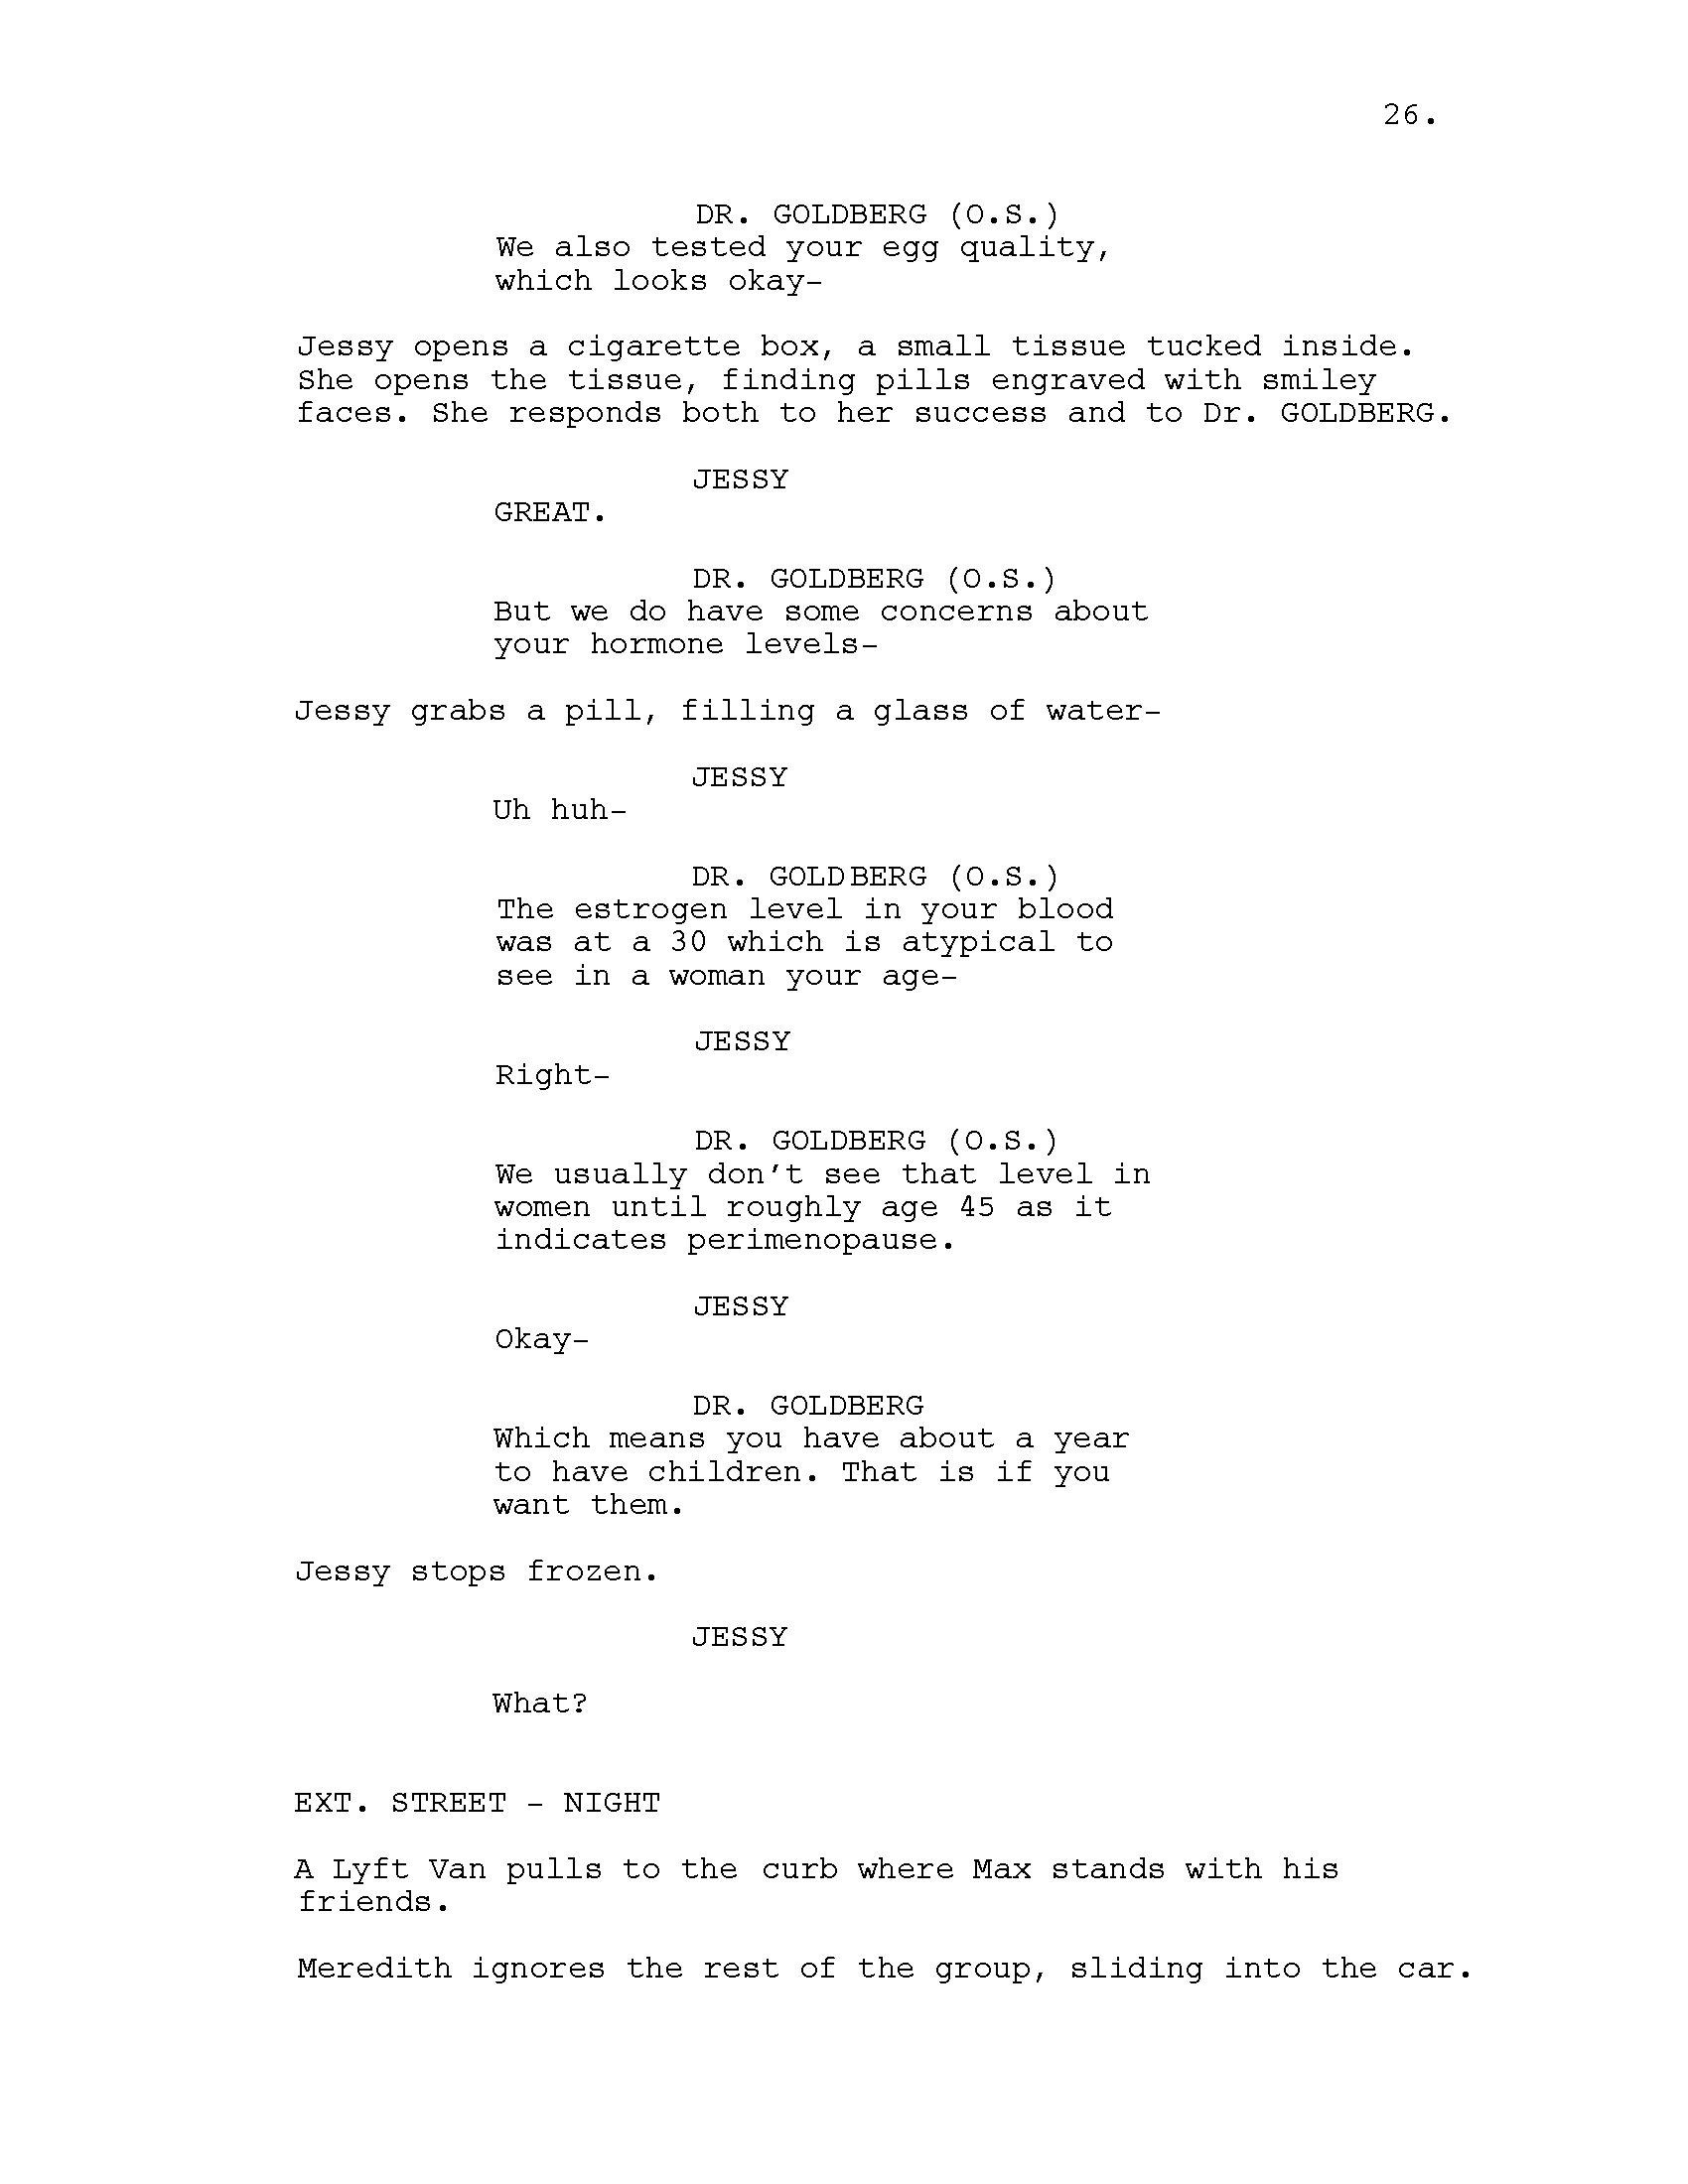 26.
DR. GOLDBERG (O.S.)
We also tested your egg quality,
which looks okay-
Jessy opens a cigarette box, a small tissue tucked inside.
She opens the tissue, finding pills engraved with smiley
faces. She responds both to her success and to Dr. GOLDBERG.
JESSY
GREAT.
DR. GOLDBERG (O.S.)
But we do have some concerns about
your hormone levels-
Jessy grabs a pill, filling a glass of water-
JESSY
Uh huh-
DR. GOLDBERG (O.S.)
The estrogen level in your blood
was at a 30 which is atypical to
see in a woman your age-
JESSY
Right-
DR. GOLDBERG (O.S.)
We usually don't see that level in
women until roughly age 45 as it
indicates perimenopause.
JESSY
Okay-
DR. GOLDBERG
Which means you have about a year
to have children. That is if you
want them.
Jessy stops frozen.
JESSY
What?
EXT. STREET - NIGHT
A Lyft Van pulls to the curb where Max stands with his
friends.
Meredith ignores the rest of the group, sliding into the car.